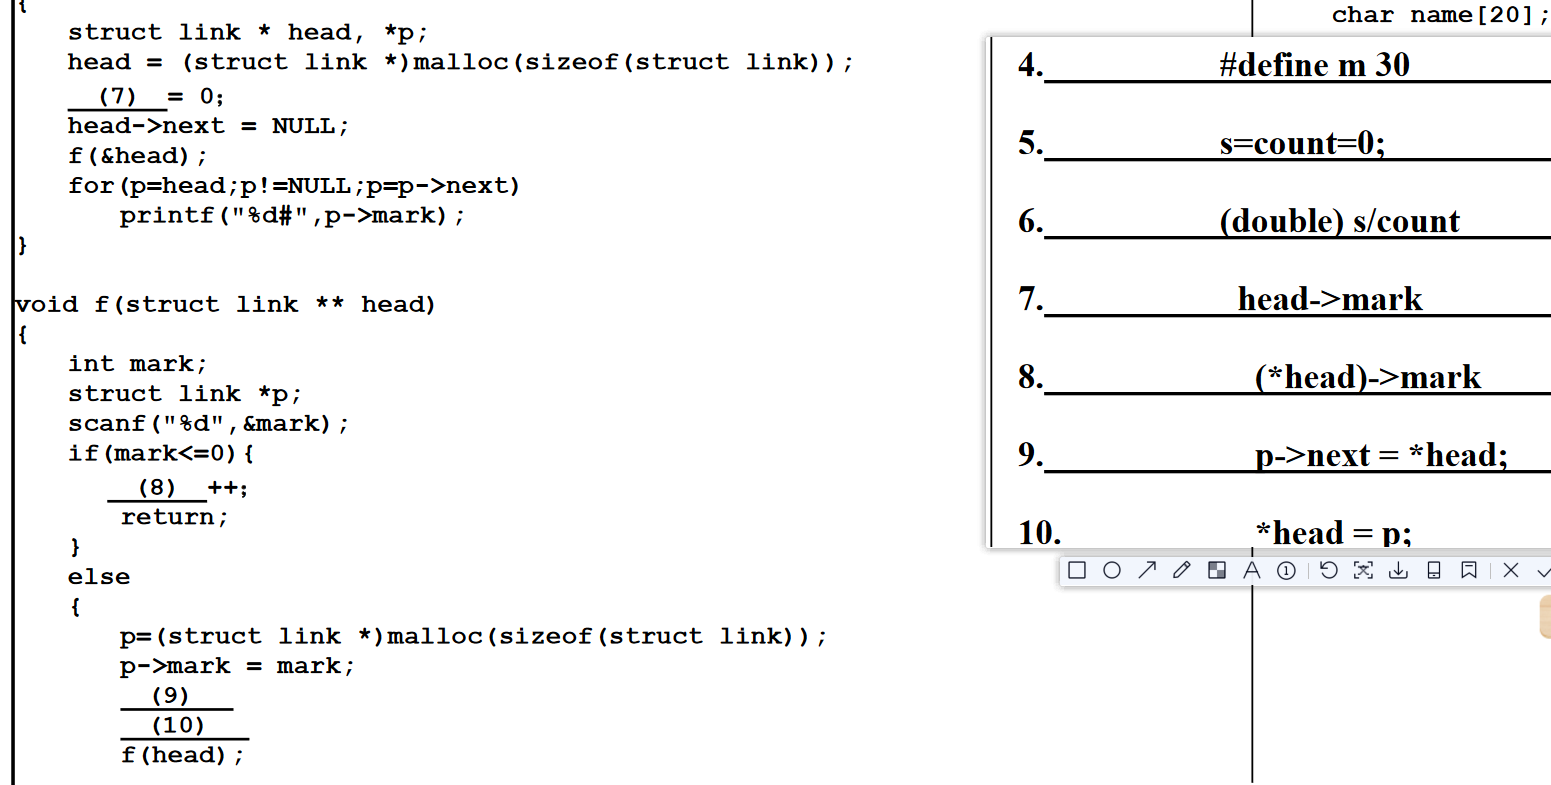 {
struct link * head, *p;
head = (struct link *)malloc(sizeof(struct link));
(7) = 0;
head->next = NULL;
f(&head);
for(p=head;p!=NULL;p=p->next)
printf("%d#",p->mark);
}
void f(struct link ** head)
{
int mark;
struct link *p;
scanf("%d",&mark);
if(mark<=0){
(8) ++;
return;
}
else
{
p=(struct link *)malloc(sizeof(struct link));
p->mark = mark;
(9)
(10)
f(head);
char name[20];
4. #define m 30
5. s=count=0;
6. (double) s/count
7. head->mark
8. (*head)->mark
9. p->next = *head;
10. *head = p;